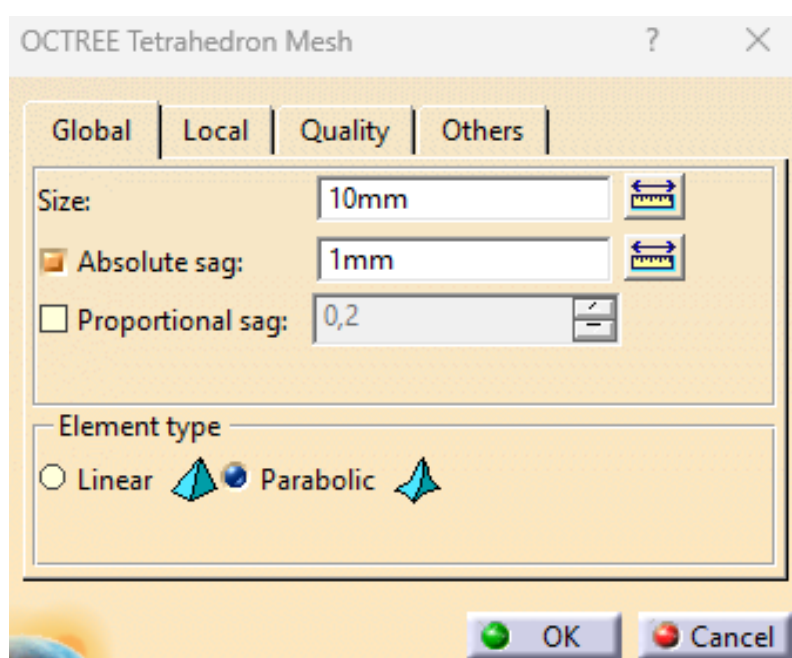 OCTREE Tetrahedron Mesh ? ×
Global Local Quality Others
Size: 10mm
Absolute sag: 1mm
Proportional sag: 0,2
Element type
Linear Parabolic
OK Cancel